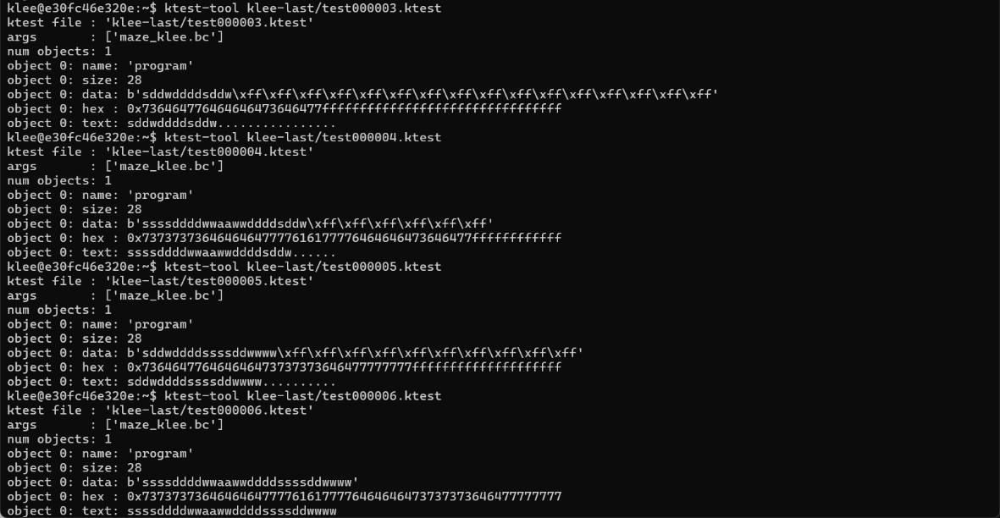 klee@e30fc46e320e:~$ ktest-tool klee-last/test000003.ktest
ktest file : 'klee-last/test000003.ktest'
args       : ['maze_klee.bc']
num objects: 1
object 0: name: 'program'
object 0: size: 28
object 0: data: b'sddwddddsddw\xff\xff\xff\xff\xff\xff\xff\xff\xff\xff\xff\xff\xff\xff\xff\xff'
object 0: hex : 0x736464776464646473646477ffffffffffffffffffffffffffffffff
object 0: text: sddwddddsddw................
klee@e30fc46e320e:~$ ktest-tool klee-last/test000004.ktest
ktest file : 'klee-last/test000004.ktest'
args       : ['maze_klee.bc']
num objects: 1
object 0: name: 'program'
object 0: size: 28
object 0: data: b'ssssddddwwaawwddddsddw\xff\xff\xff\xff\xff\xff'
object 0: hex : 0x73737373646464647777616177776464646473646477ffffffffffff
object 0: text: ssssddddwwaawwddddsddw......
klee@e30fc46e320e:~$ ktest-tool klee-last/test000005.ktest
ktest file : 'klee-last/test000005.ktest'
args       : ['maze_klee.bc']
num objects: 1
object 0: name: 'program'
object 0: size: 28
object 0: data: b'sddwddddssssddwwww\xff\xff\xff\xff\xff\xff\xff\xff\xff\xff'
object 0: hex : 0x736464776464646473737373646477777777ffffffffffffffffffff
object 0: text: sddwddddssssddwwww..........
klee@e30fc46e320e:~$ ktest-tool klee-last/test000006.ktest
ktest file : 'klee-last/test000006.ktest'
args       : ['maze_klee.bc']
num objects: 1
object 0: name: 'program'
object 0: size: 28
object 0: data: b'ssssddddwwaawwddddssssddwwww'
object 0: hex : 0x73737373646464647777616177776464646473737373646477777777
object 0: text: ssssddddwwaawwddddssssddwwww